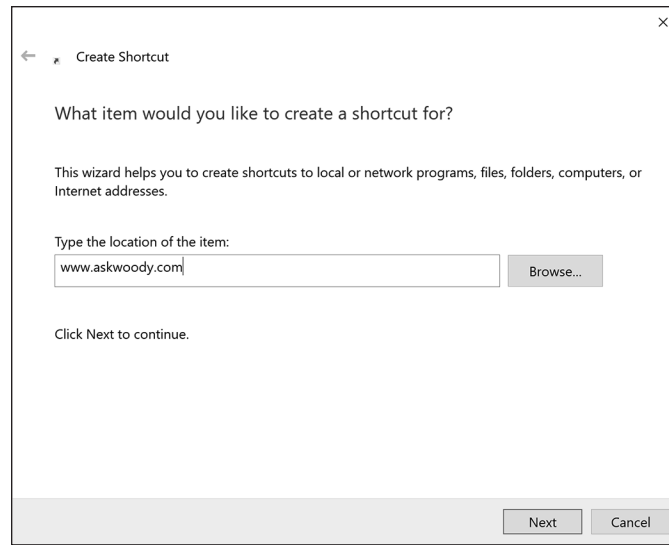 Create Shortcut
What item would you like to create a shortcut for?
This wizard helps you to create shortcuts to local or network programs, files, folders, computers, or
Internet addresses.
Type the location of the item:
www.askwoody.com
Browse...
Click Next to continue.
Next
Cancel